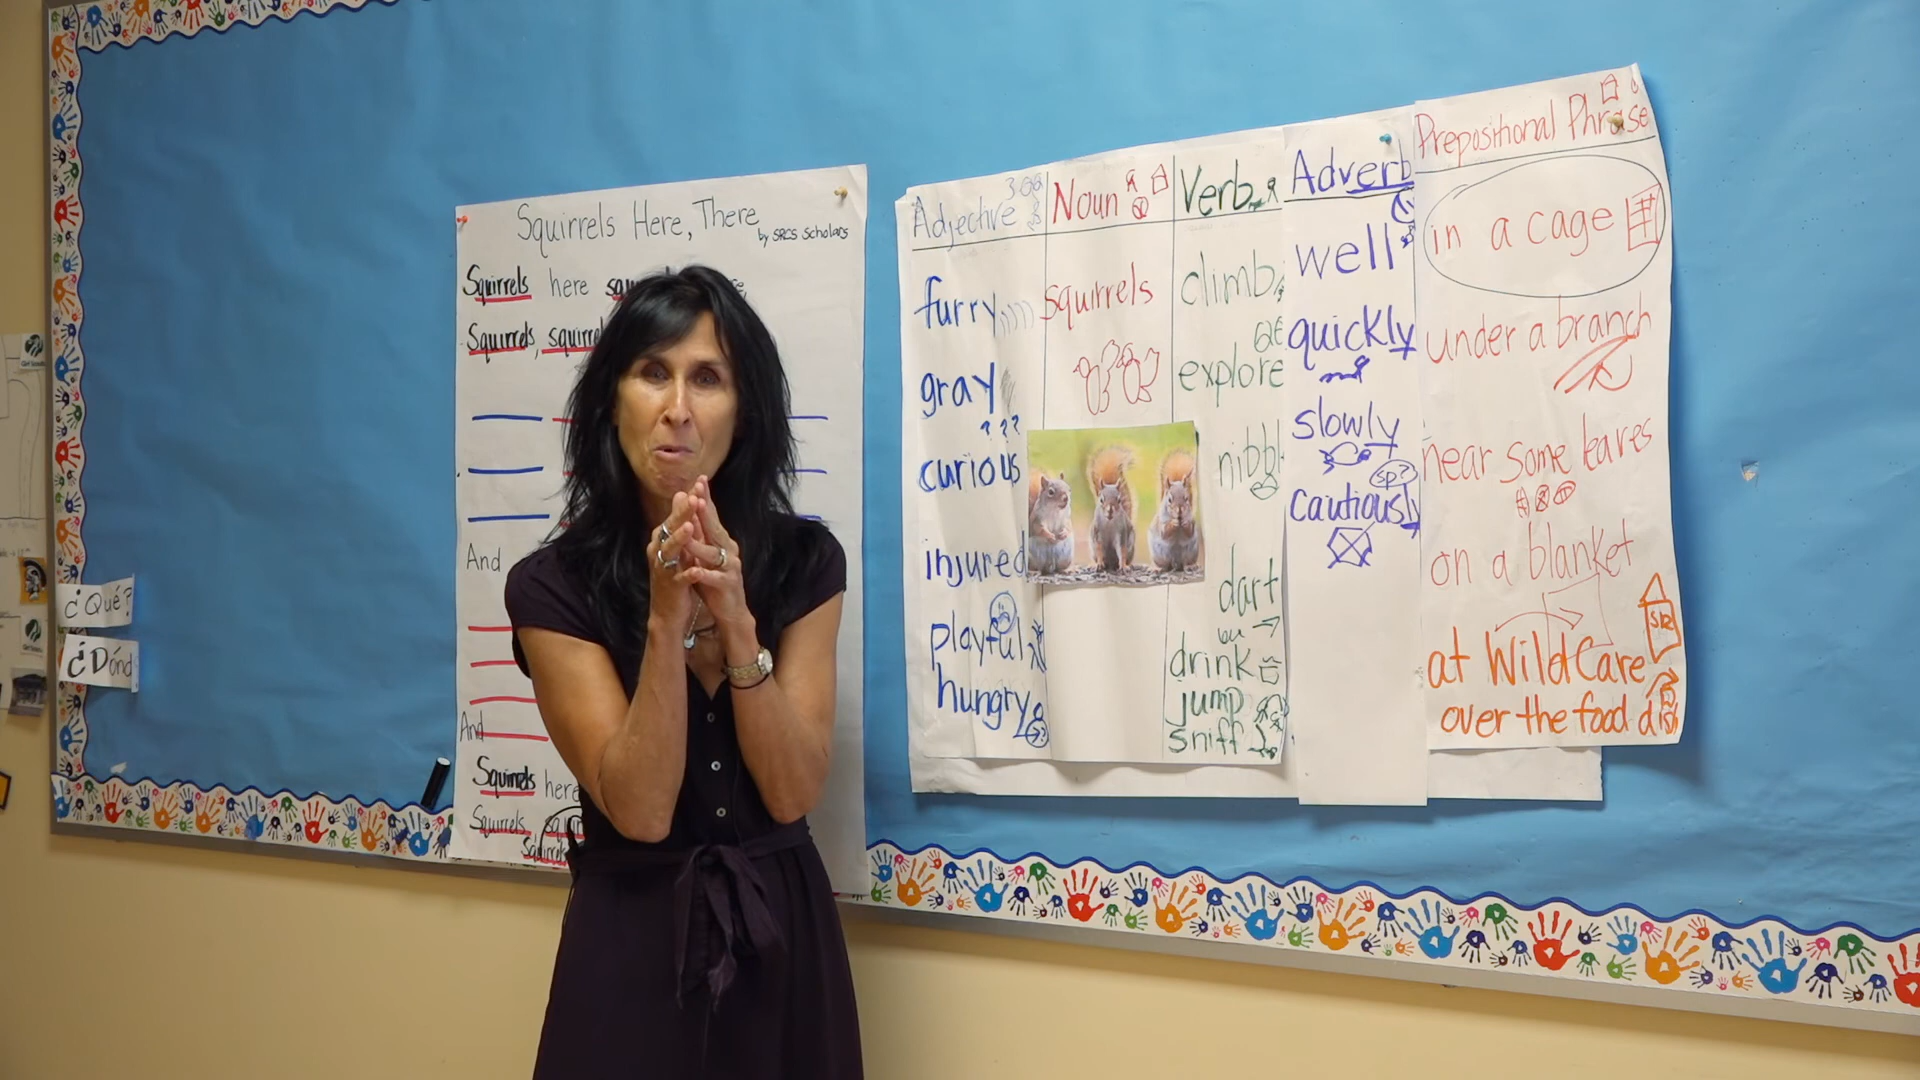 Squirrels Here, There
by SRCS Scholars
Squirrels here
Squirrels,
And
And
Squirrels here
Squirrels
Squirrels
¿Qué?
Adjective
furry
gray
? ? ?
curious
injured
playful
hungry
Noun
squirrels
Verb
climb
explore
dart
drink
jump
sniff
Adverb
well
quickly
slowly
sp?
cautiously
Prepositional Phrase
in a cage
under a branch
near some leaves
on a blanket
at WildCare
over the food